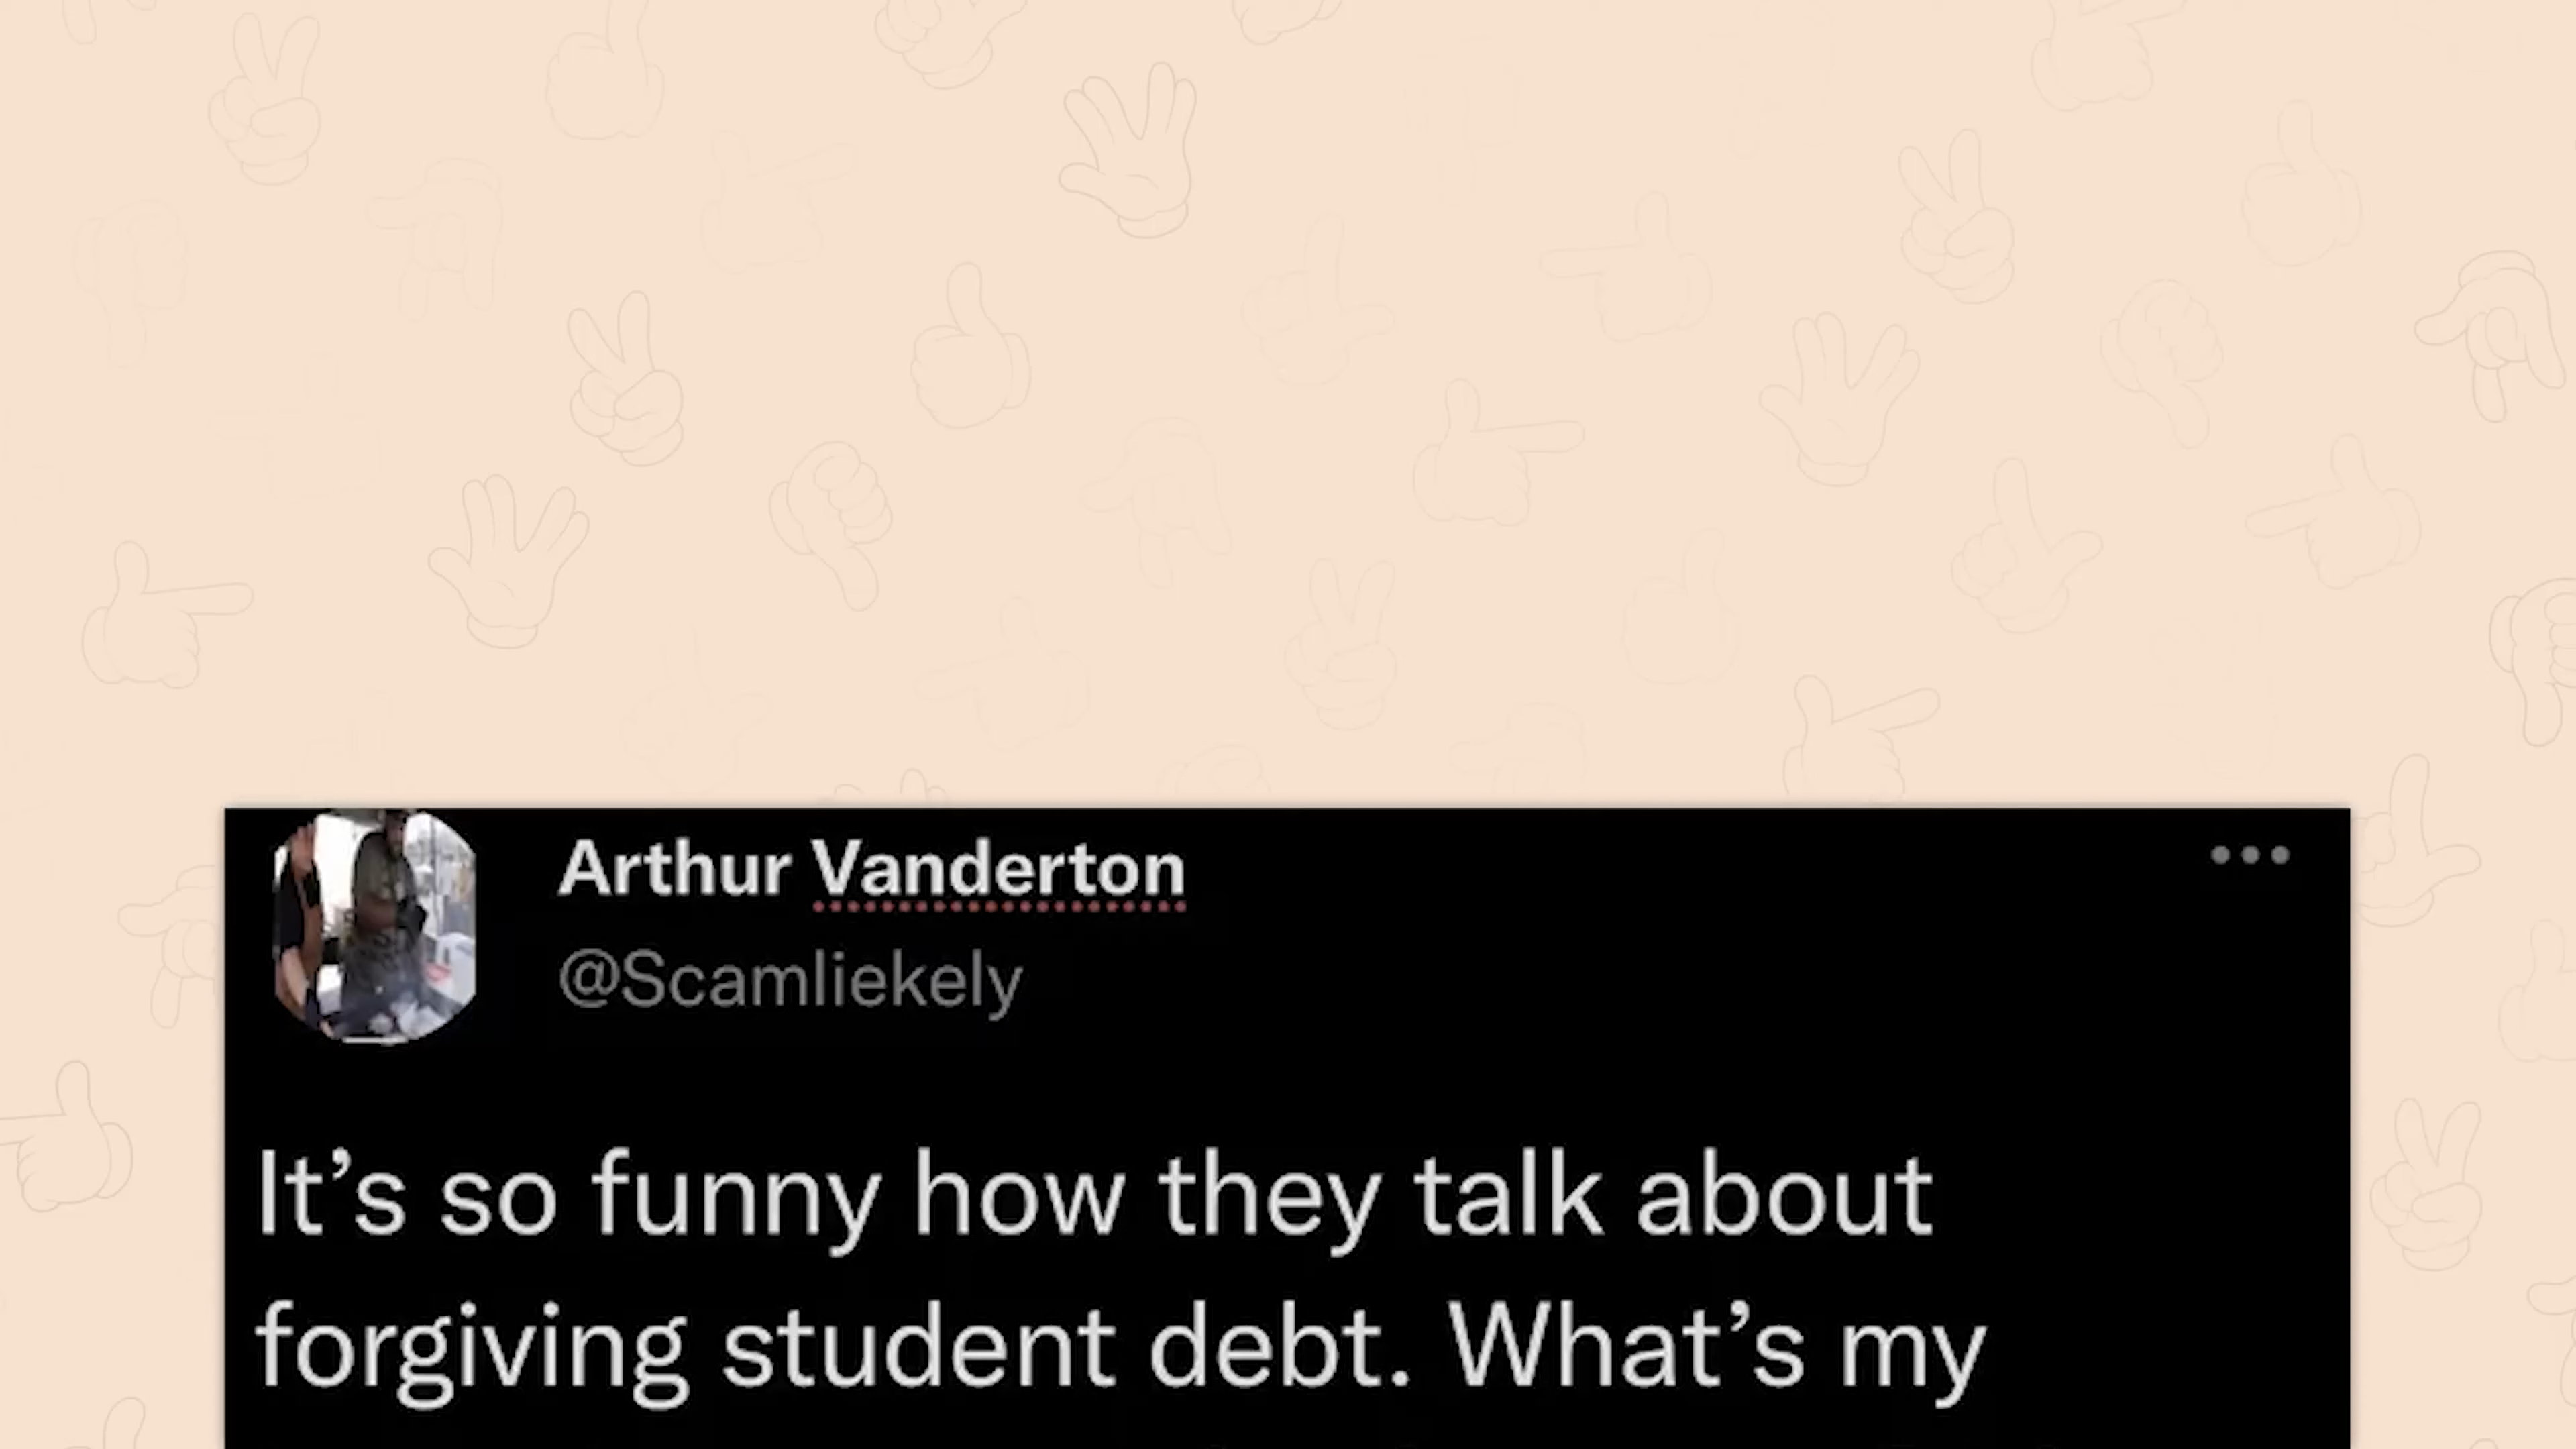 Arthur Vanderton
@Scamliekely
It’s so funny how they talk about
forgiving student debt. What’s my